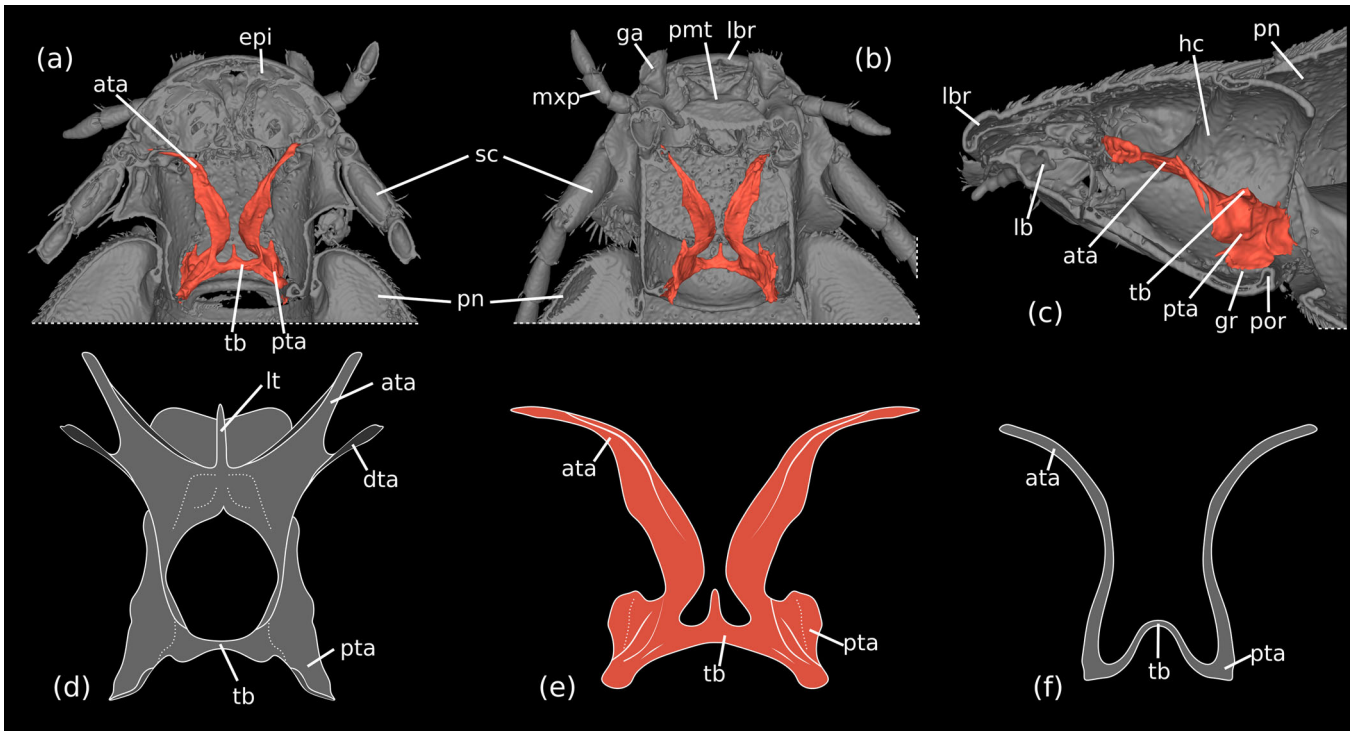 (a)
epi
ata
mxp
sc
pn
tb
pta
ga
pmt
lbr
(b)
hc
pn
lbr
lb
ata
tb
pta
gr
por
(c)
lt
ata
dta
pta
tb
(d)
ata
pta
tb
(e)
ata
tb
pta
(f)